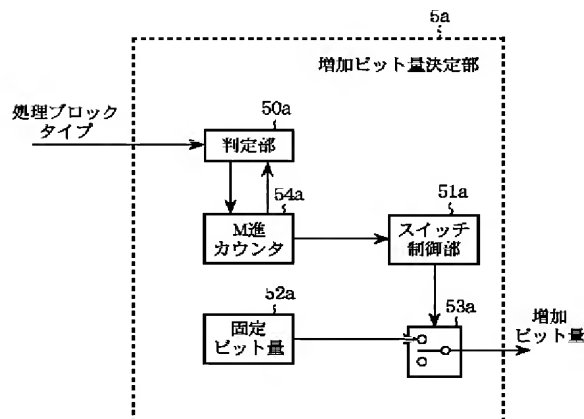 5a
増加ビット量決定部
処理ブロック
タイプ
50a
判定部
54a
M進
カウンタ
51a
スイッチ
制御部
52a
固定
ビット量
53a
増加
ビット量